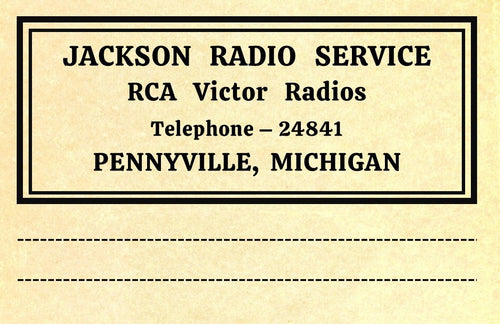 JACKSON RADIO SERVICE
RCA Victor Radios
Telephone – 24841
PENNYVILLE, MICHIGAN